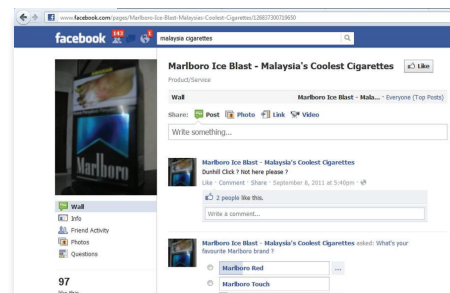 www.facebook.com/pages/Marlboro-Ice-Blast-Malaysias-Coolest-Cigarettes/126837300719650
facebook
143
malaysia cigarettes
Marlboro Ice Blast - Malaysia's Coolest Cigarettes
Like
Product/Service
Wall
Marlboro Ice Blast - Mala... · Everyone (Top Posts)
Share: Post Photo Link Video
Write something...
Marlboro
Marlboro Ice Blast - Malaysia's Coolest Cigarettes
Dunhill Click ? Not here please ?
Like · Comment · Share · September 8, 2011 at 5:40pm ·
2 people like this.
Write a comment...
Wall
Info
Friend Activity
Photos
Questions
Marlboro Ice Blast - Malaysia's Coolest Cigarettes asked: What's your
favourite Marlboro brand ?
Marlboro Red
...
Marlboro Touch
97
like this